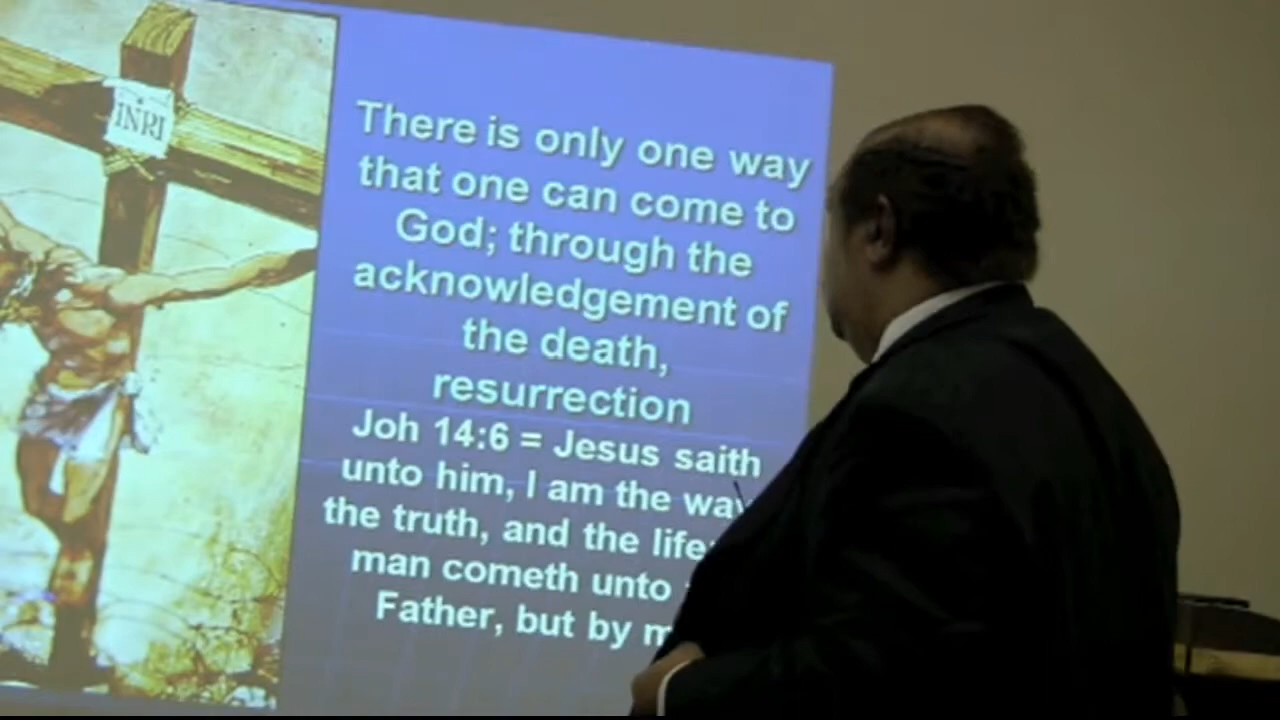 INRI
There is only one way
that one can come to
God; through the
acknowledgement of
the death,
resurrection
Joh 14:6 = Jesus saith
unto him, I am the way
the truth, and the life
man cometh unto
Father, but by